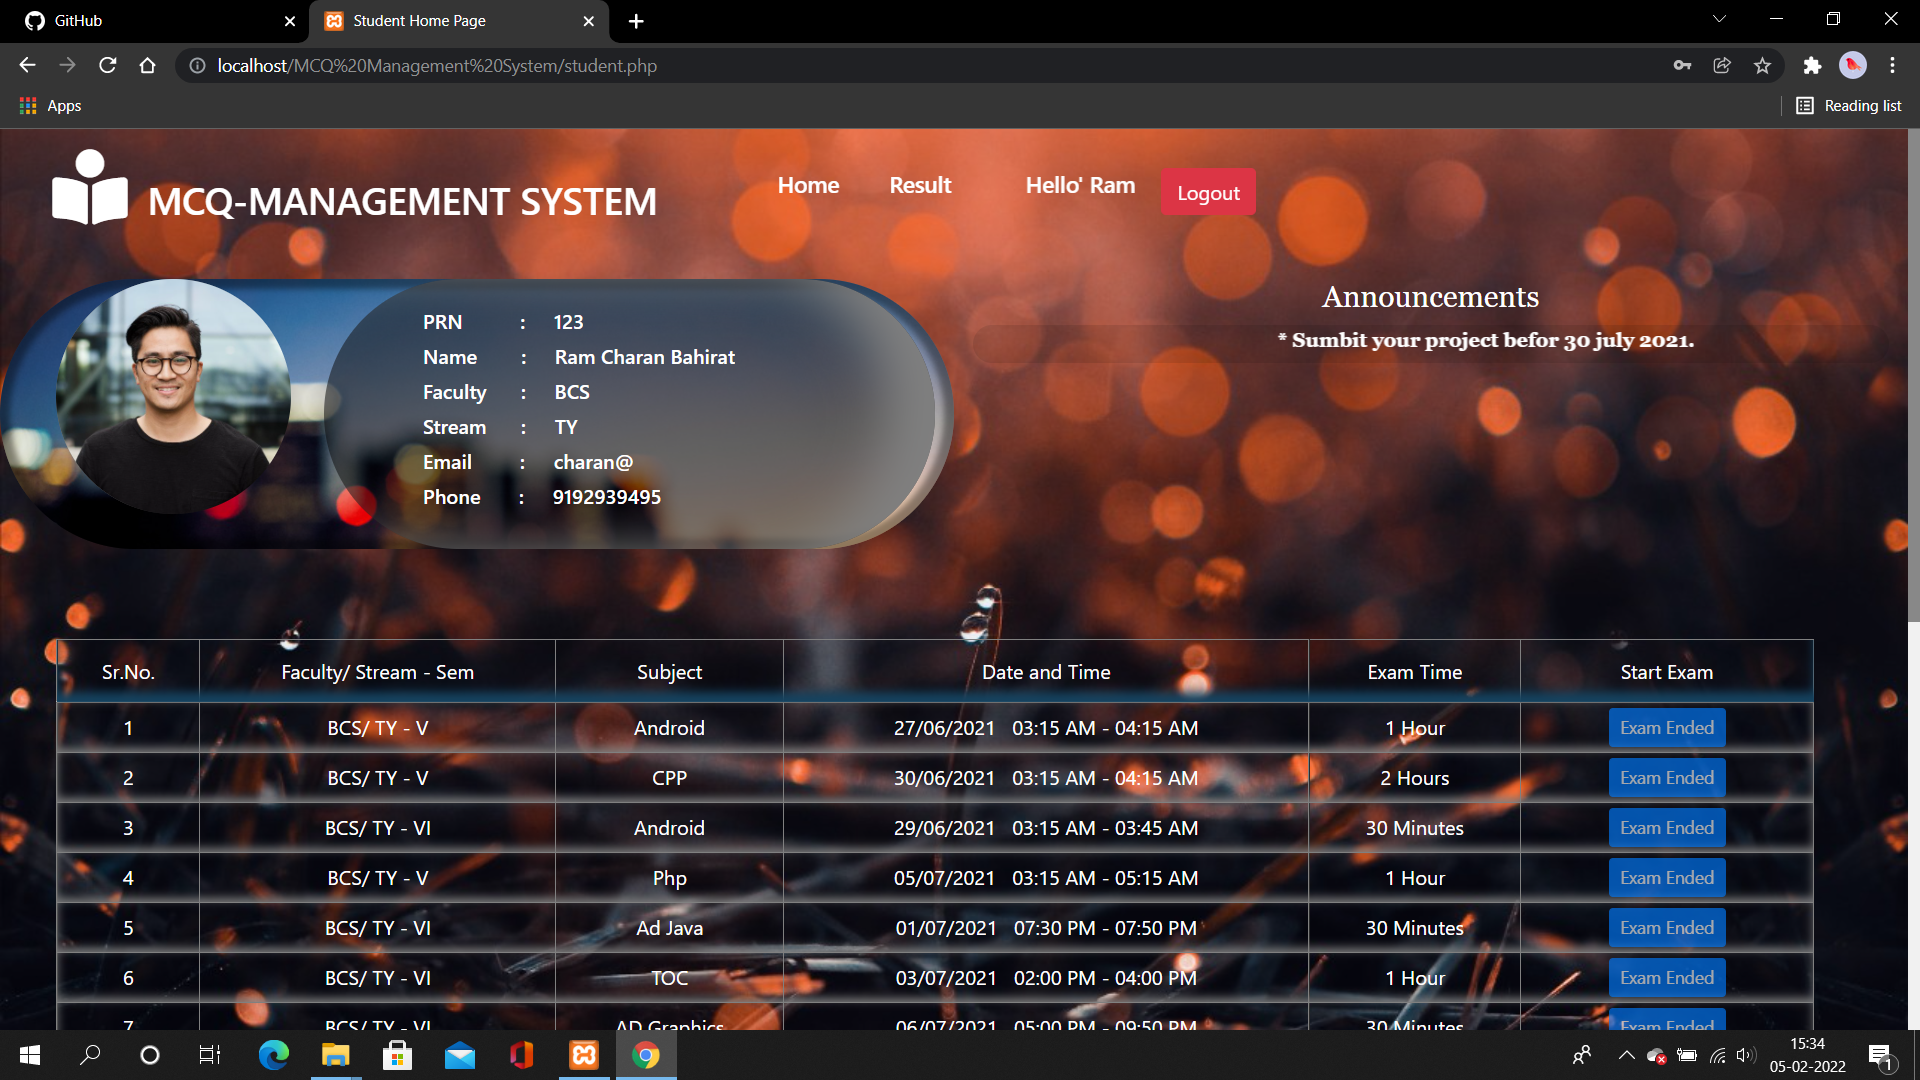 GitHub
Student Home Page
localhost/MCQ%20Management%20System/student.php
Apps
Reading list
MCQ-MANAGEMENT SYSTEM
Home Result Hello' Ram Logout
PRN : 123
Name : Ram Charan Bahirat
Faculty : BCS
Stream : TY
Email : charan@
Phone : 9192939495
Announcements
* Sumbit your project befor 30 july 2021.
Sr.No. Faculty/ Stream - Sem Subject Date and Time Exam Time Start Exam
1 BCS/ TY - V Android 27/06/2021 03:15 AM - 04:15 AM 1 Hour Exam Ended
2 BCS/ TY - V CPP 30/06/2021 03:15 AM - 04:15 AM 2 Hours Exam Ended
3 BCS/ TY - VI Android 29/06/2021 03:15 AM - 03:45 AM 30 Minutes Exam Ended
4 BCS/ TY - V Php 05/07/2021 03:15 AM - 05:15 AM 1 Hour Exam Ended
5 BCS/ TY - VI Ad Java 01/07/2021 07:30 PM - 07:50 PM 30 Minutes Exam Ended
6 BCS/ TY - VI TOC 03/07/2021 02:00 PM - 04:00 PM 1 Hour Exam Ended
7 BCS/ TY - VI AD Graphics 06/07/2021 05:00 PM - 09:50 PM 30 Minutes Exam Ended
15:34
05-02-2022
1